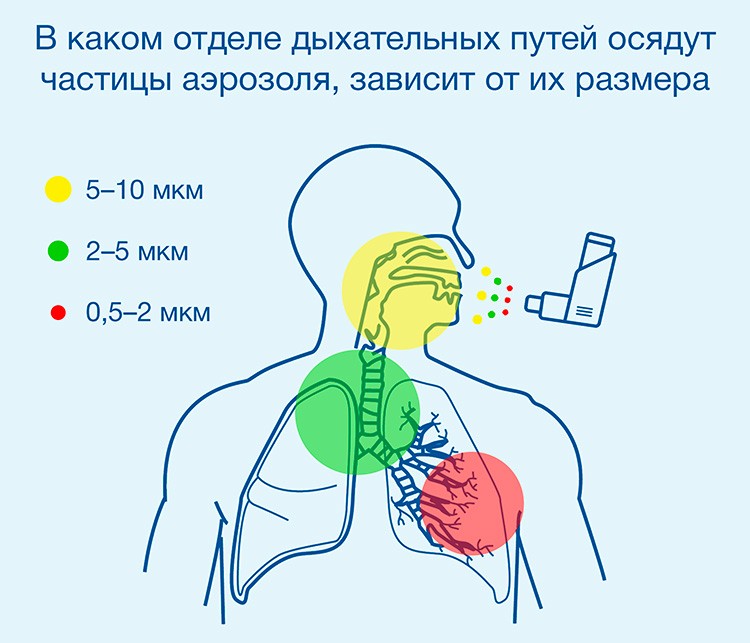 В каком отделе дыхательных путей осядут
частицы аэрозоля, зависит от их размера
5–10 мкм
2–5 мкм
0,5–2 мкм